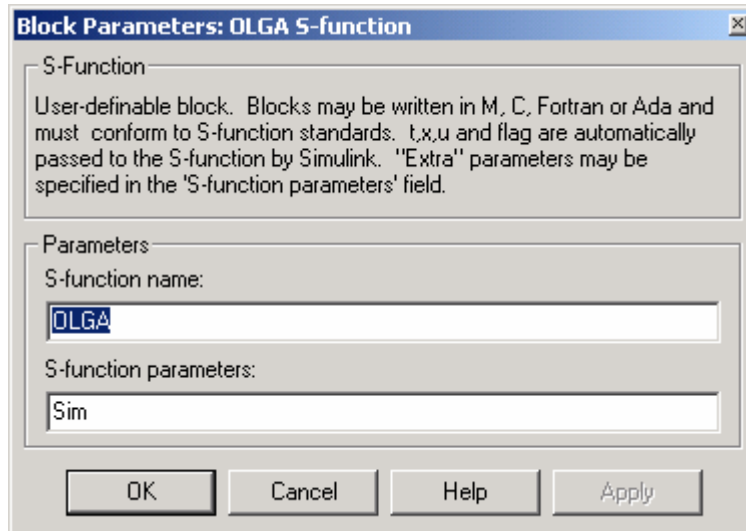 Block Parameters: OLGA S-function
S-Function
User-definable block. Blocks may be written in M, C, Fortran or Ada and
must conform to S-function standards. t,x,u and flag are automatically
passed to the S-function by Simulink. "Extra" parameters may be
specified in the 'S-function parameters' field.
Parameters
S-function name:
OLGA
S-function parameters:
Sim
OK Cancel Help Apply